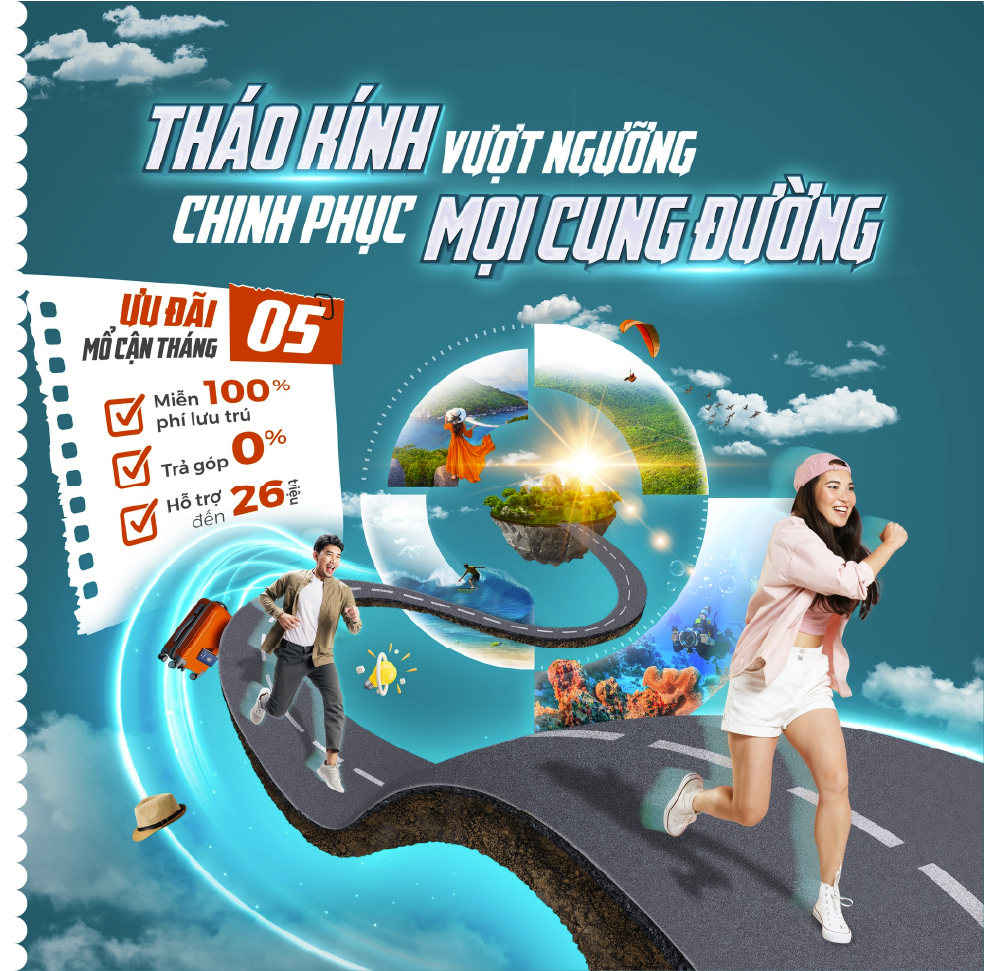 THÁO KÍNH VƯỢT NGƯỠNG
CHINH PHỤC MỌI CUNG ĐƯỜNG
ƯU ĐÃI
MỔ CẬN THÁNG 05
Miễn 100%
phí lưu trú
Trả góp 0%
Hỗ trợ
đến 26 triệu